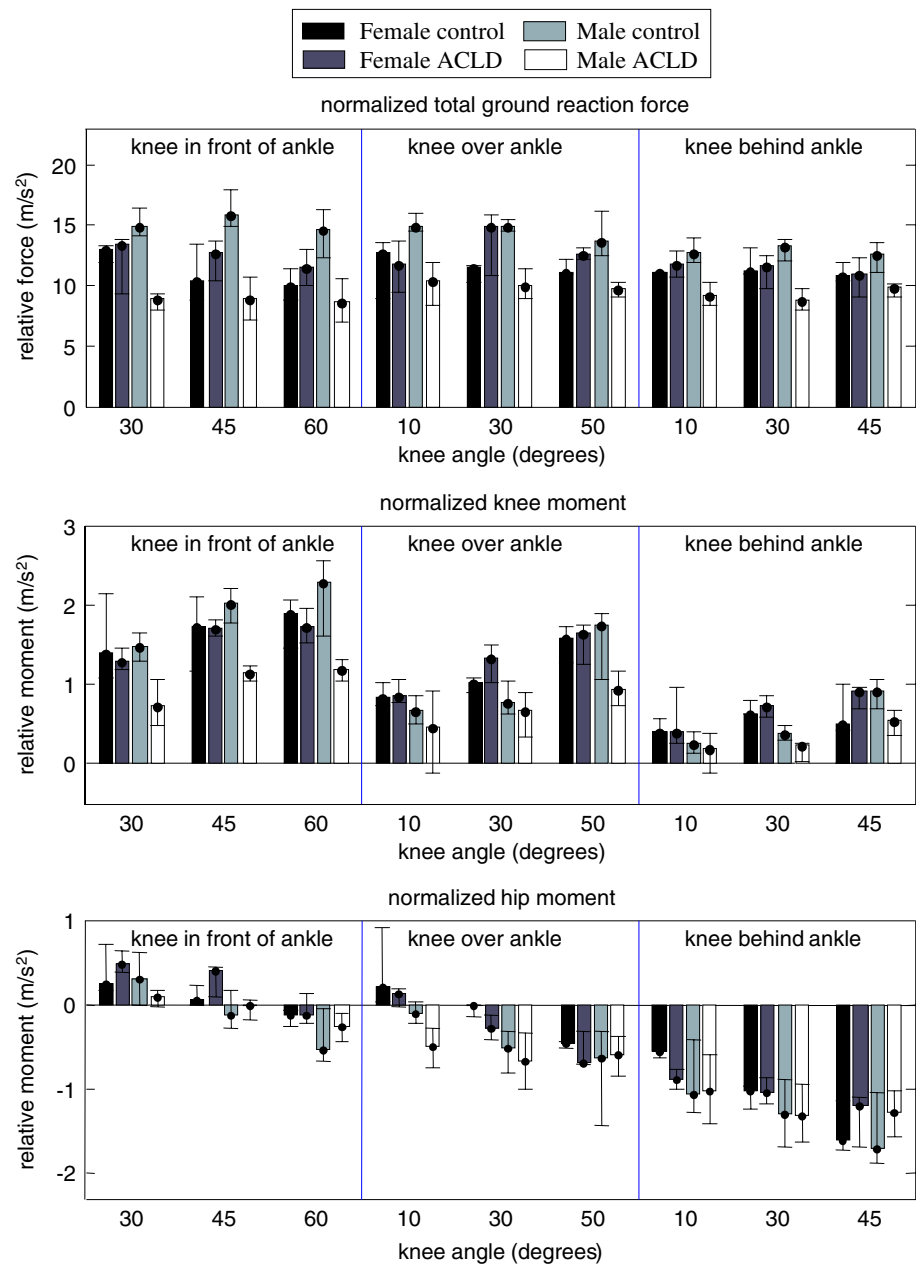 Female control Male control
Female ACLD Male ACLD
normalized total ground reaction force
knee in front of ankle knee over ankle knee behind ankle
relative force (m/s²)
20
15
10
5
0
30 45 60 10 30 50 10 30 45
knee angle (degrees)
normalized knee moment
knee in front of ankle knee over ankle knee behind ankle
relative moment (m/s²)
3
2
1
0
30 45 60 10 30 50 10 30 45
knee angle (degrees)
normalized hip moment
knee in front of ankle knee over ankle knee behind ankle
relative moment (m/s²)
1
0
-1
-2
30 45 60 10 30 50 10 30 45
knee angle (degrees)